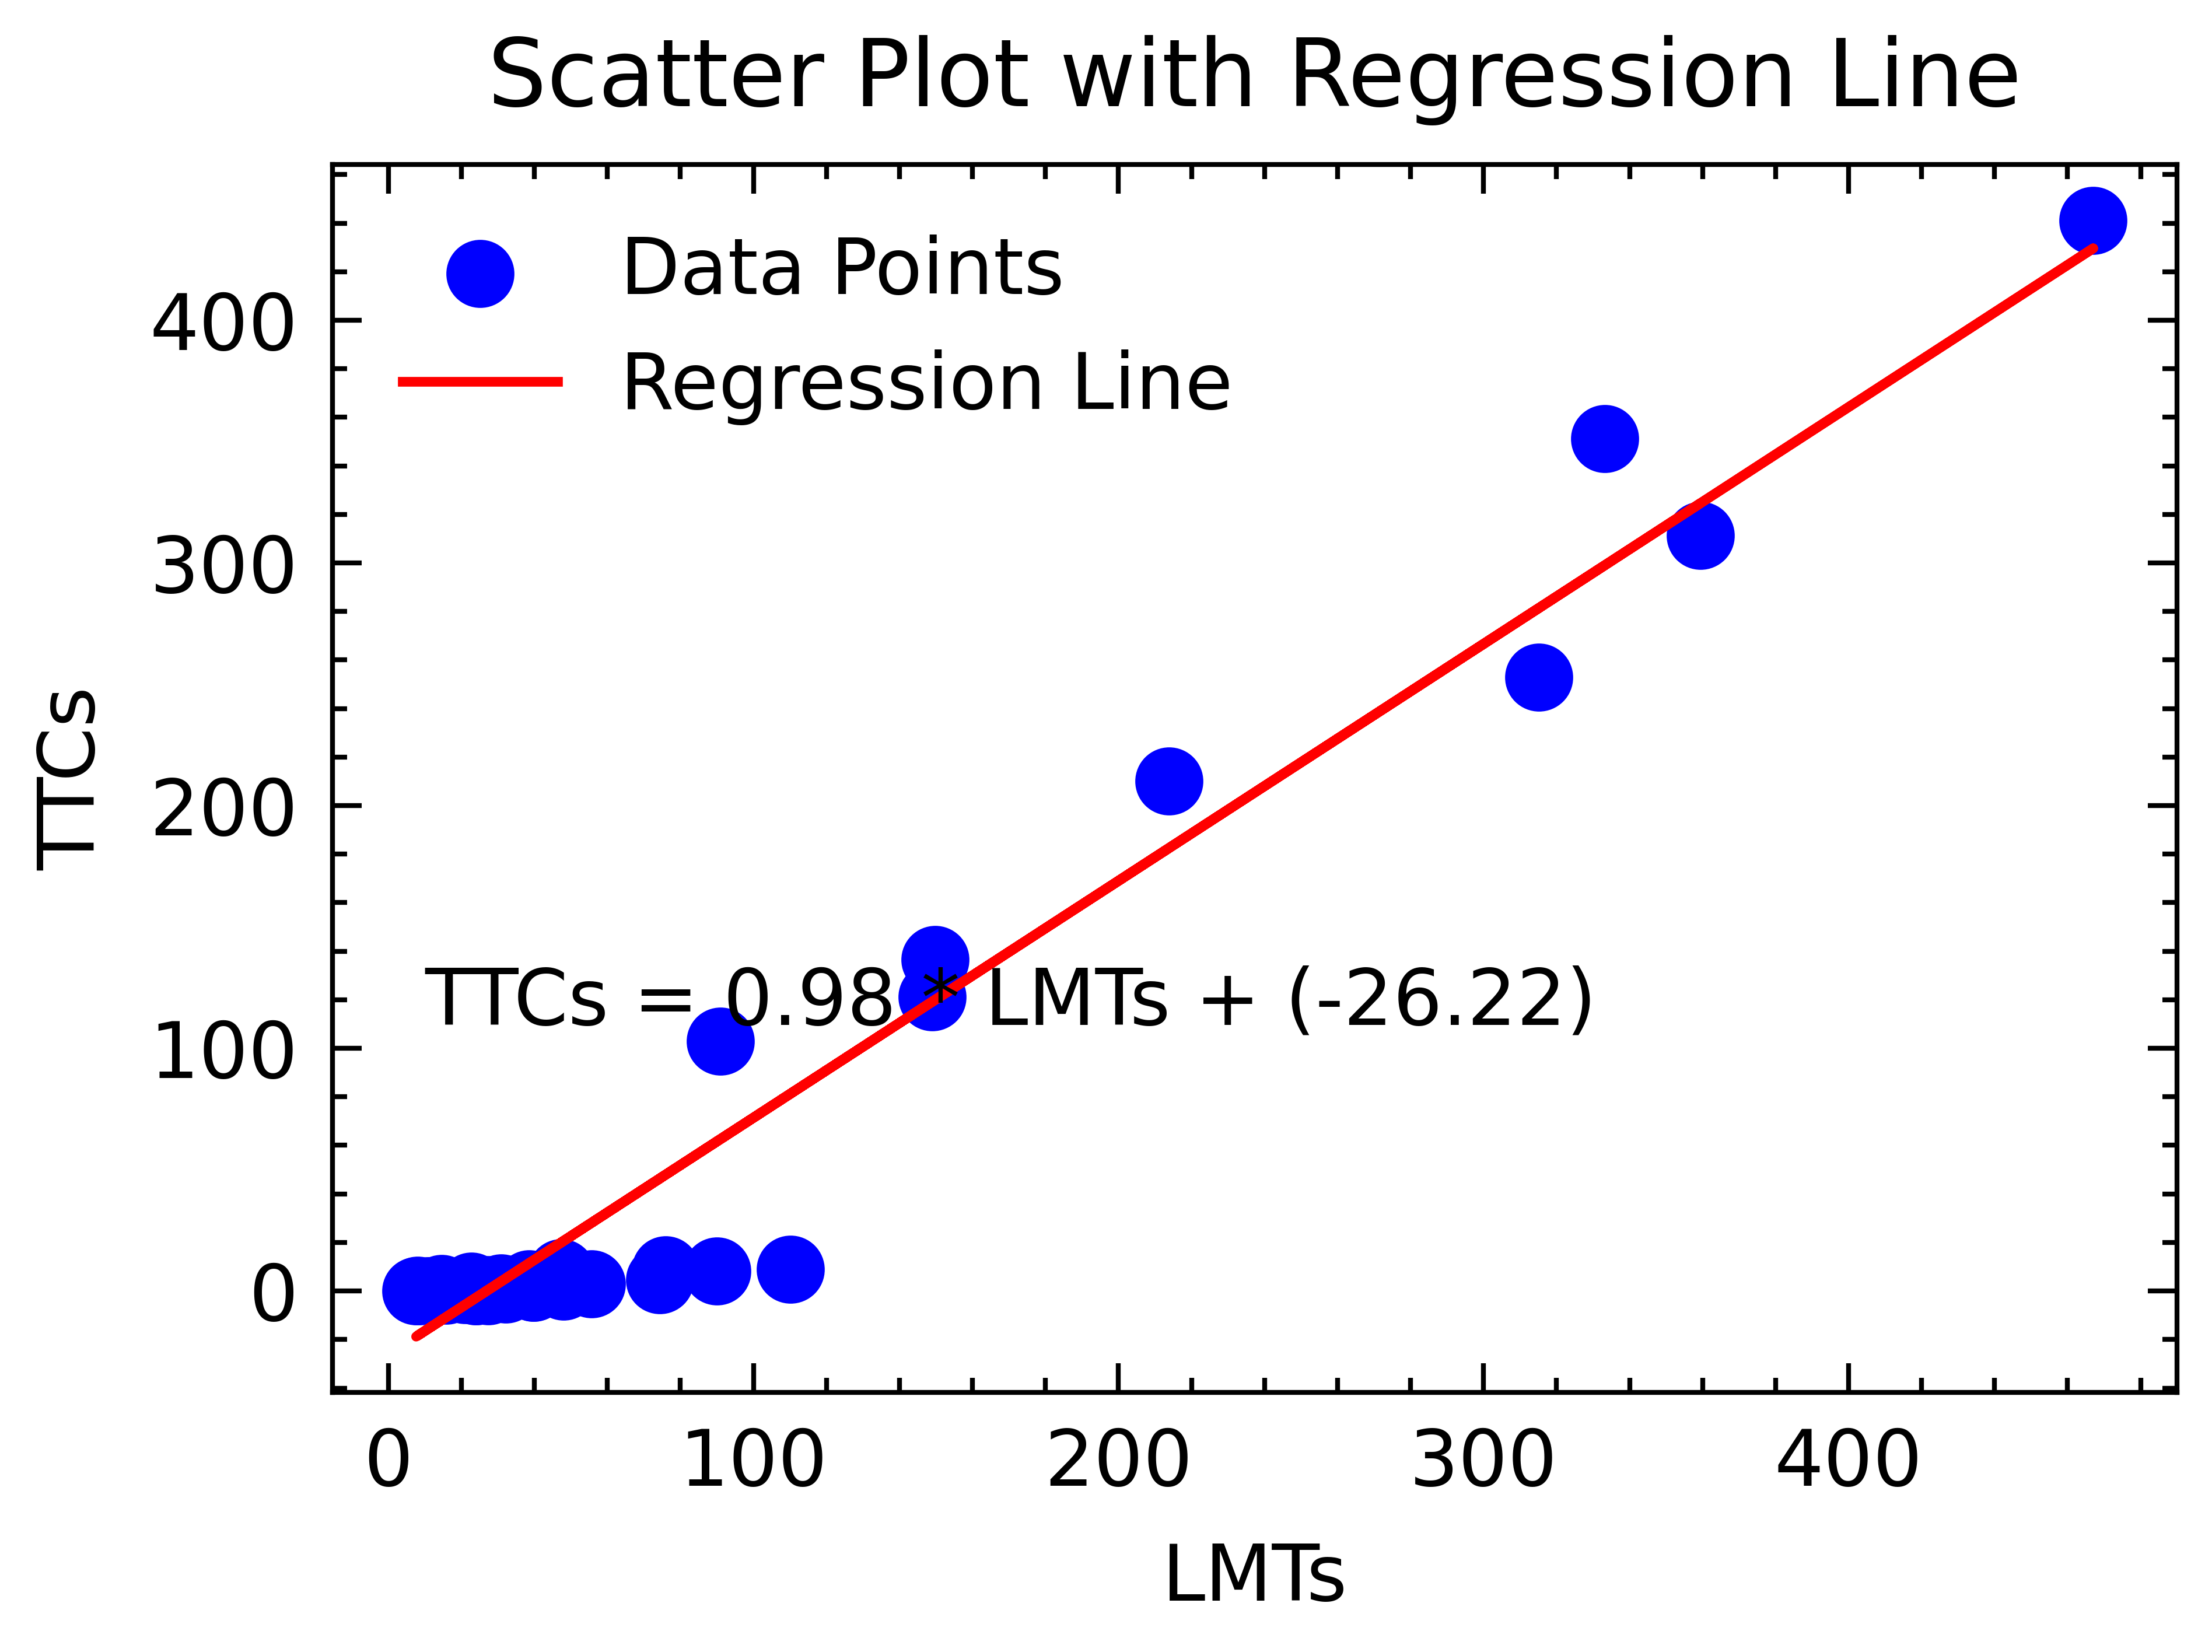 Scatter Plot with Regression Line
Data Points
Regression Line
TTCs = 0.98 * LMTs + (-26.22)
400
300
200
100
0
TTCs
0 100 200 300 400
LMTs